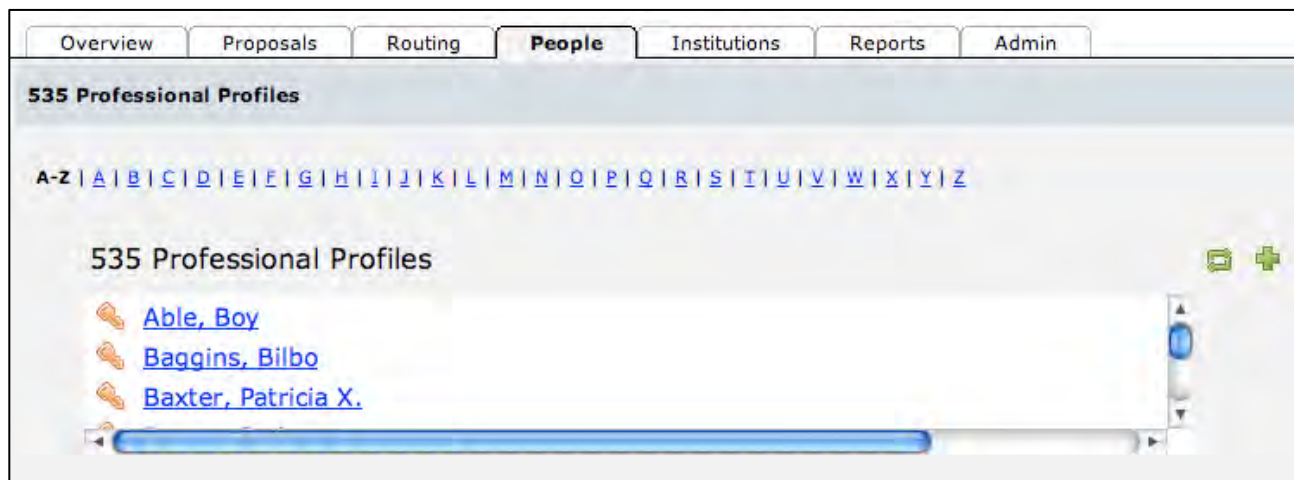 Overview Proposals Routing People Institutions Reports Admin
535 Professional Profiles
A-Z | A | B | C | D | E | F | G | H | I | J | K | L | M | N | O | P | Q | R | S | T | U | V | W | X | Y | Z
535 Professional Profiles
Able, Boy
Baggins, Bilbo
Baxter, Patricia X.